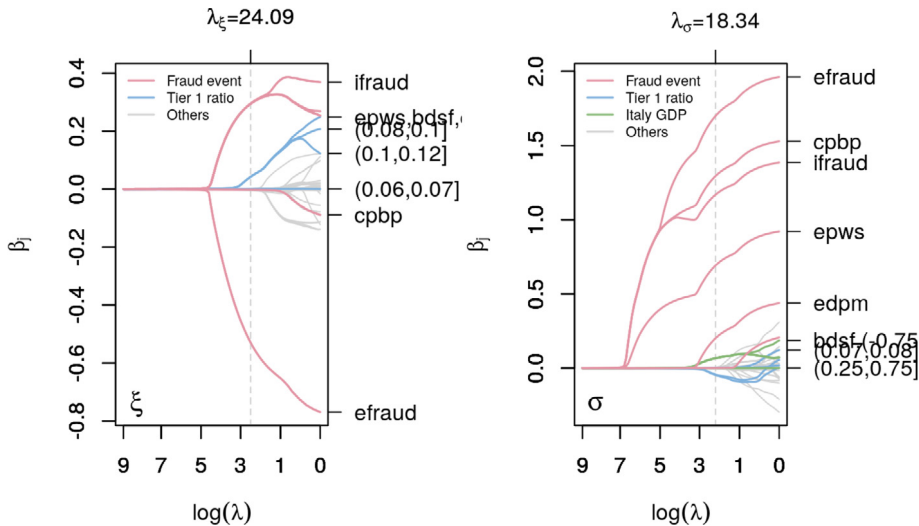 λξ=24.09
0.4
0.2
0.0
-0.2
-0.4
-0.6
-0.8
βj
Fraud event
Tier 1 ratio
Others
ifraud
epws,bdsf,
(0.08,0.1]
(0.1,0.12]
(0.06,0.07]
cpbp
efraud
ξ
9 7 5 3 1 0
log(λ)
λσ=18.34
2.0
1.5
1.0
0.5
0.0
βj
Fraud event
Tier 1 ratio
Italy GDP
Others
efraud
cpbp
ifraud
epws
edpm
bdsf,(-0.75
(0.07,0.08]
(0.25,0.75]
σ
9 7 5 3 1 0
log(λ)